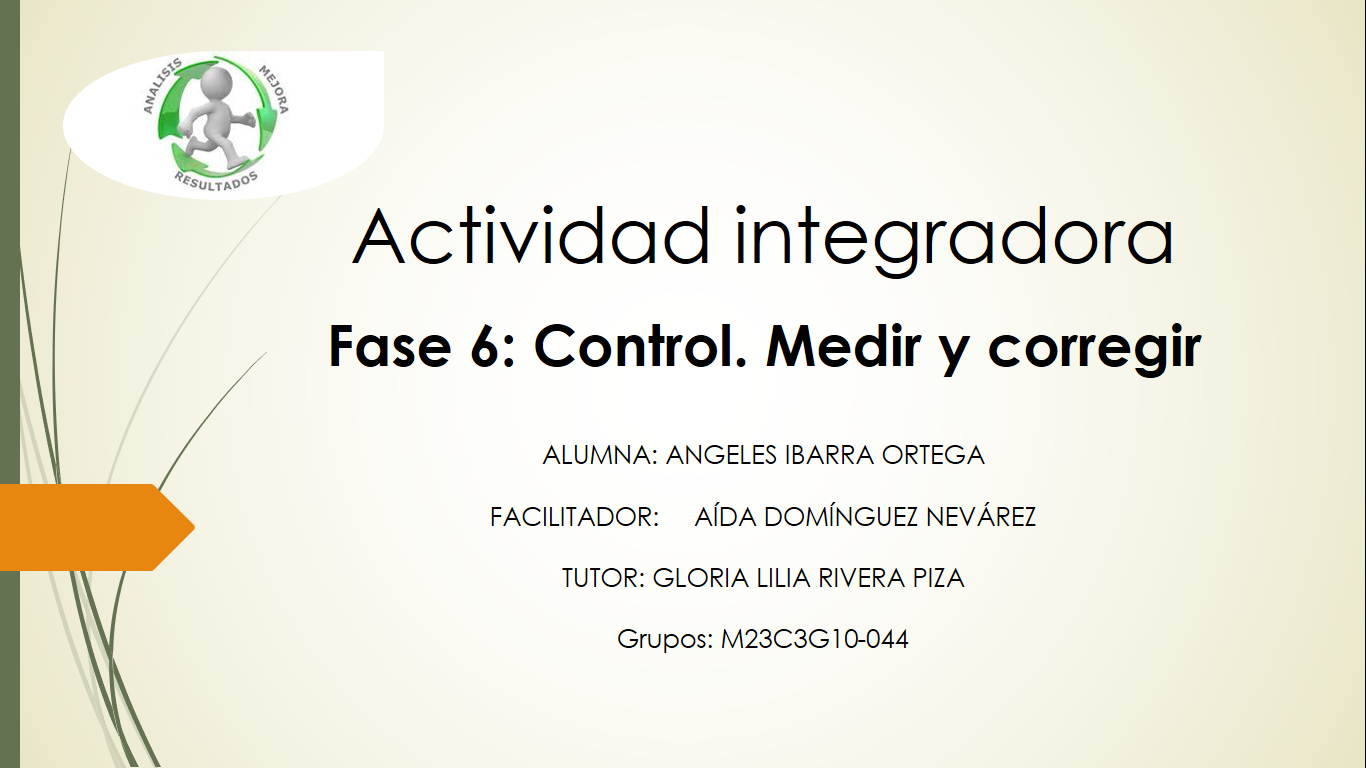 ANALISIS
MEJORA
RESULTADOS
Actividad integradora
Fase 6: Control. Medir y corregir
ALUMNA: ANGELES IBARRA ORTEGA
FACILITADOR: AÍDA DOMÍNGUEZ NEVÁREZ
TUTOR: GLORIA LILIA RIVERA PIZA
Grupos: M23C3G10-044